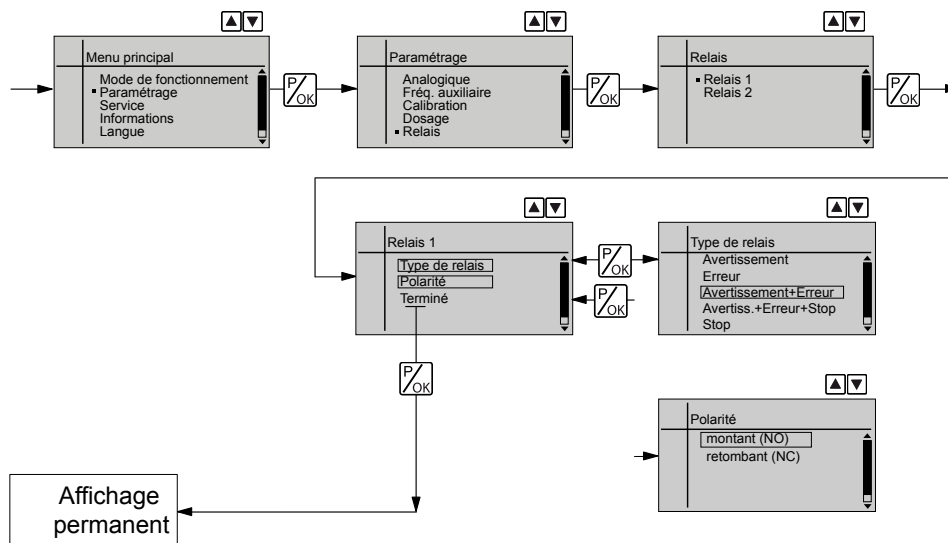 Menu principal
Mode de fonctionnement
Paramétrage
Service
Informations
Langue
P/OK
Paramétrage
Analogique
Fréq. auxiliaire
Calibration
Dosage
Relais
P/OK
Relais
Relais 1
Relais 2
P/OK
Relais 1
Type de relais
Polarité
Terminé
P/OK
P/OK
Type de relais
Avertissement
Erreur
Avertissement+Erreur
Avertiss.+Erreur+Stop
Stop
P/OK
Polarité
montant (NO)
retombant (NC)
Affichage
permanent